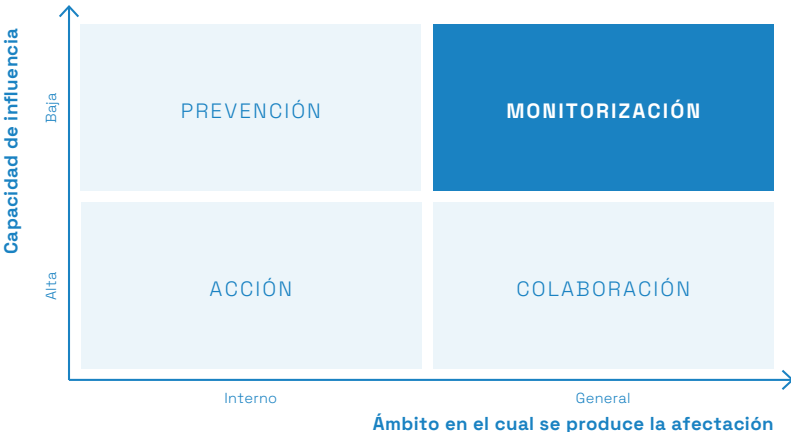 Capacidad de influencia
Baja
PREVENCIÓN
MONITORIZACIÓN
Alta
ACCIÓN
COLABORACIÓN
Interno
General
Ámbito en el cual se produce la afectación